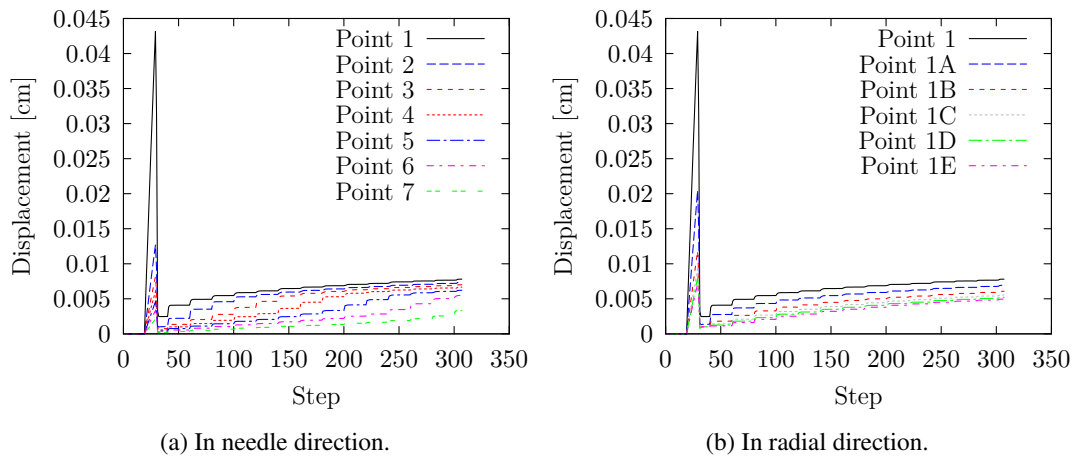 0.045
0.04
0.035
0.03
0.025
0.02
0.015
0.01
0.005
0
Displacement [cm]
0 50 100 150 200 250 300 350
Step
Point 1
Point 2
Point 3
Point 4
Point 5
Point 6
Point 7
(a) In needle direction.
0.045
0.04
0.035
0.03
0.025
0.02
0.015
0.01
0.005
0
Displacement [cm]
0 50 100 150 200 250 300 350
Step
Point 1
Point 1A
Point 1B
Point 1C
Point 1D
Point 1E
(b) In radial direction.